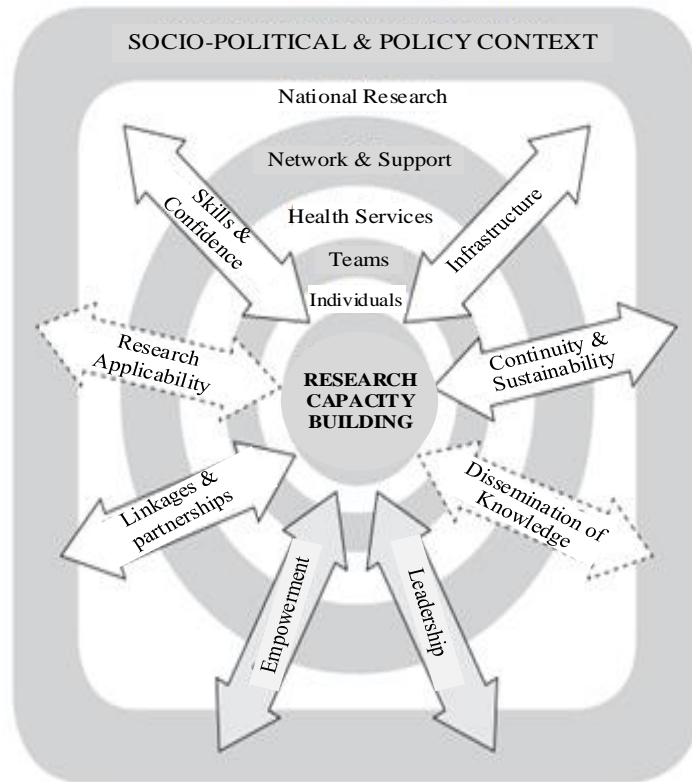 SOCIO-POLITICAL & POLICY CONTEXT
National Research
Network & Support
Health Services
Teams
Individuals
Skills &
Confidence
Infrastructure
Research
Applicability
RESEARCH
CAPACITY
BUILDING
Continuity &
Sustainability
Linkages &
partnerships
Dissemination of
Knowledge
Empowerment
Leadership